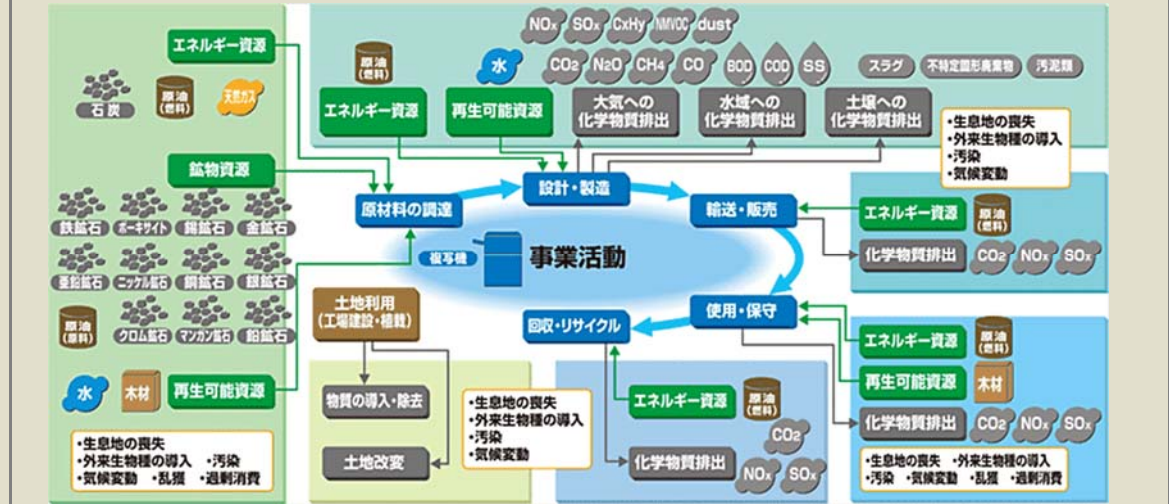 エネルギー資源
石炭
原油
(燃料)
天然ガス
鉱物資源
鉄鉱石
ボーキサイト
錫鉱石
金鉱石
亜鉛鉱石
ニッケル鉱石
銅鉱石
銀鉱石
原油
(原料)
クロム鉱石
マンガン鉱石
鉛鉱石
水
木材
再生可能資源
・生息地の喪失
・外来生物種の導入 ・汚染
・気候変動 ・乱獲 ・過剰消費
NOx
SOx
CxHy
NMVOC
dust
原油
(燃料)
水
CO2
N2O
CH4
CO
BOD
COD
SS
スラグ
不特定固形廃棄物
汚泥類
エネルギー資源
再生可能資源
大気への
化学物質排出
水域への
化学物質排出
土壌への
化学物質排出
・生息地の喪失
・外来生物種の導入
・汚染
・気候変動
原材料の調達
設計・製造
輸送・販売
複写機
事業活動
使用・保守
回収・リサイクル
エネルギー資源
原油
(燃料)
化学物質排出
CO2
NOx
SOx
土地利用
(工場建設・植栽)
物質の導入・除去
土地改変
・生息地の喪失
・外来生物種の導入
・汚染
・気候変動
エネルギー資源
原油
(燃料)
CO2
化学物質排出
NOx
SOx
エネルギー資源
原油
(燃料)
再生可能資源
木材
化学物質排出
CO2
NOx
SOx
・生息地の喪失 ・外来生物種の導入
・汚染 ・気候変動 ・乱獲 ・過剰消費